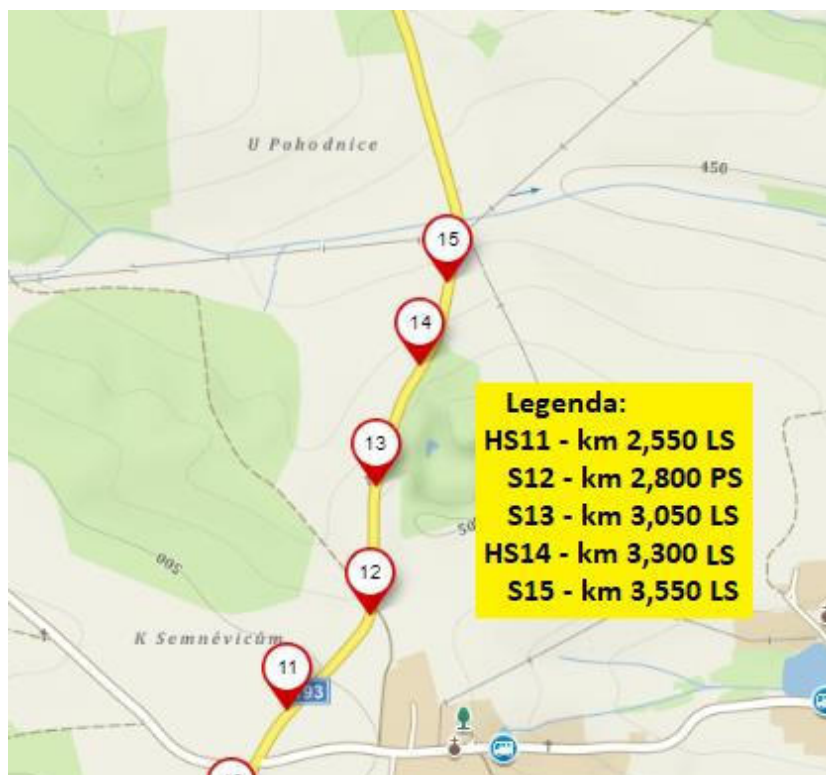 U Pohodnice
450
15
14
Legenda:
HS11 - km 2,550 LS
S12 - km 2,800 PS
S13 - km 3,050 LS
HS14 - km 3,300 LS
S15 - km 3,550 LS
13
500
12
K Semněvicům
11